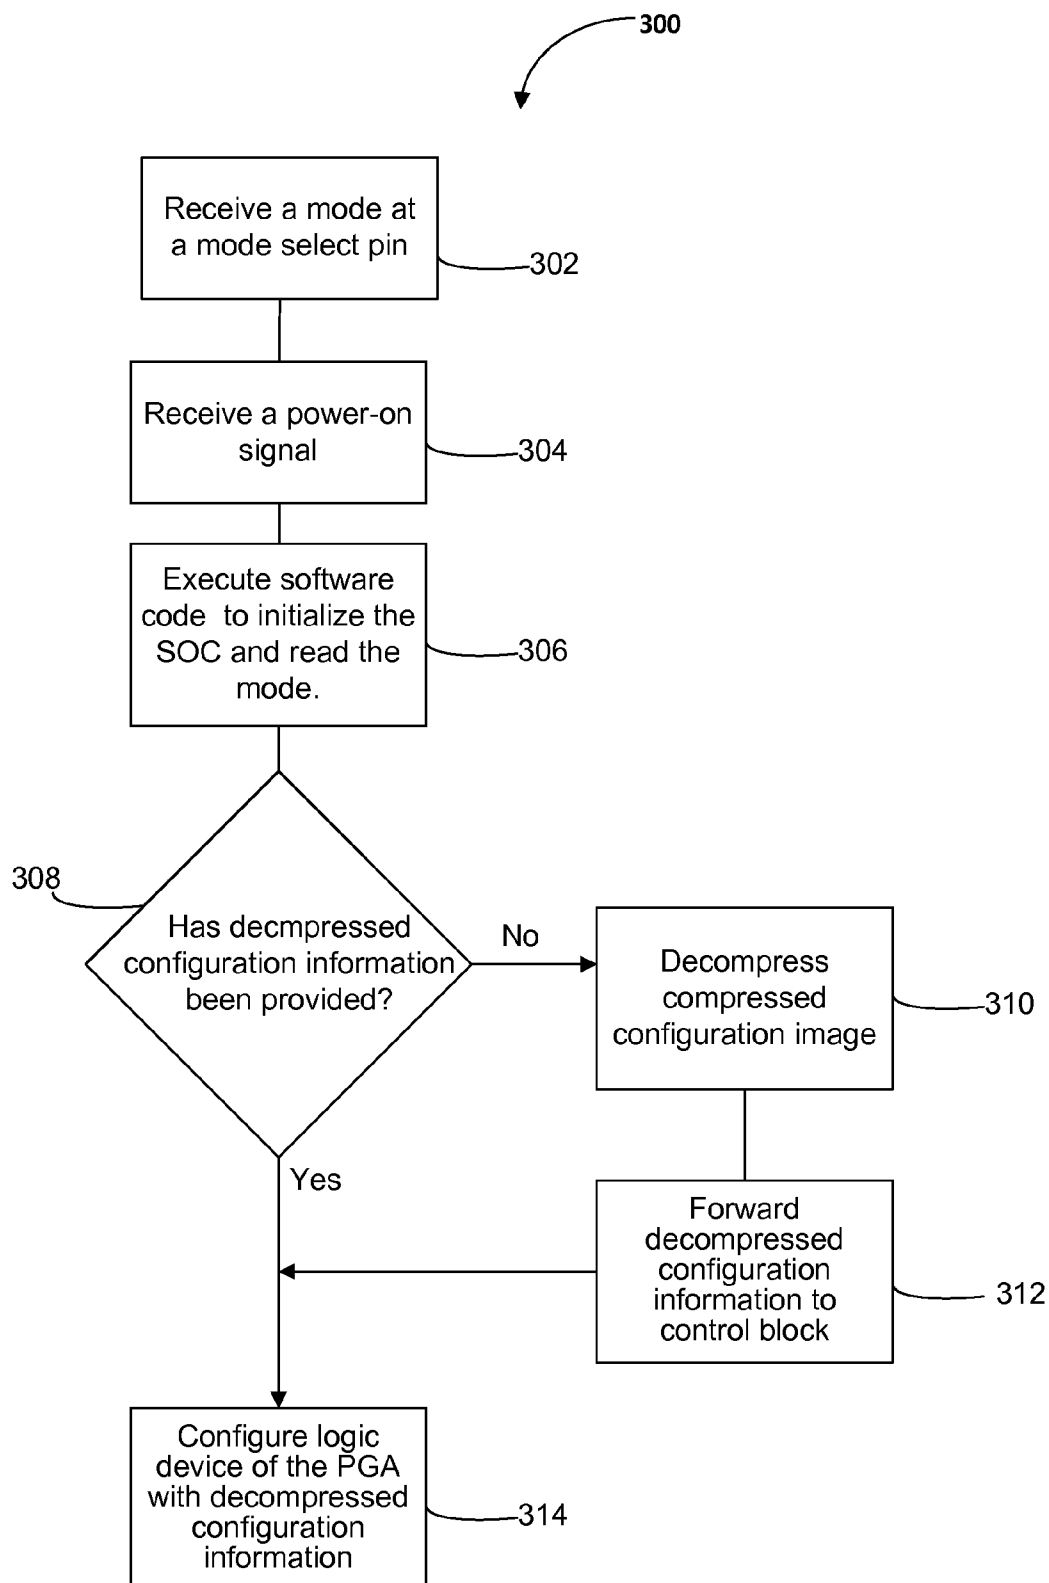 300
Receive a mode at
a mode select pin
302
Receive a power-on
signal
304
Execute software
code to initialize the
SOC and read the
mode.
306
308
Has decmpressed
configuration information
been provided?
No
Decompress
compressed
configuration image
310
Yes
Forward
decompressed
configuration
information to
control block
312
Configure logic
device of the PGA
with decompressed
configuration
information
314